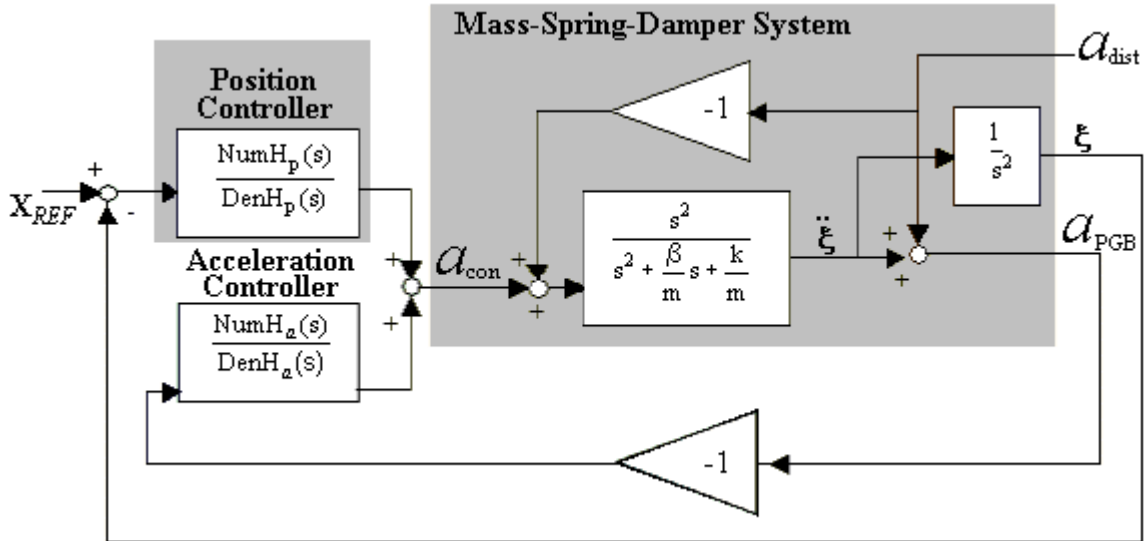 Mass-Spring-Damper System
a_dist
-1
Position
Controller
NumH_p(s)
DenH_p(s)
1
s²
ξ
+
X_REF
-
s²
s² + β/m s + k/m
ξ̈
+
+
a_PGB
Acceleration
Controller
+
+
a_con
+
+
NumH_a(s)
DenH_a(s)
-1